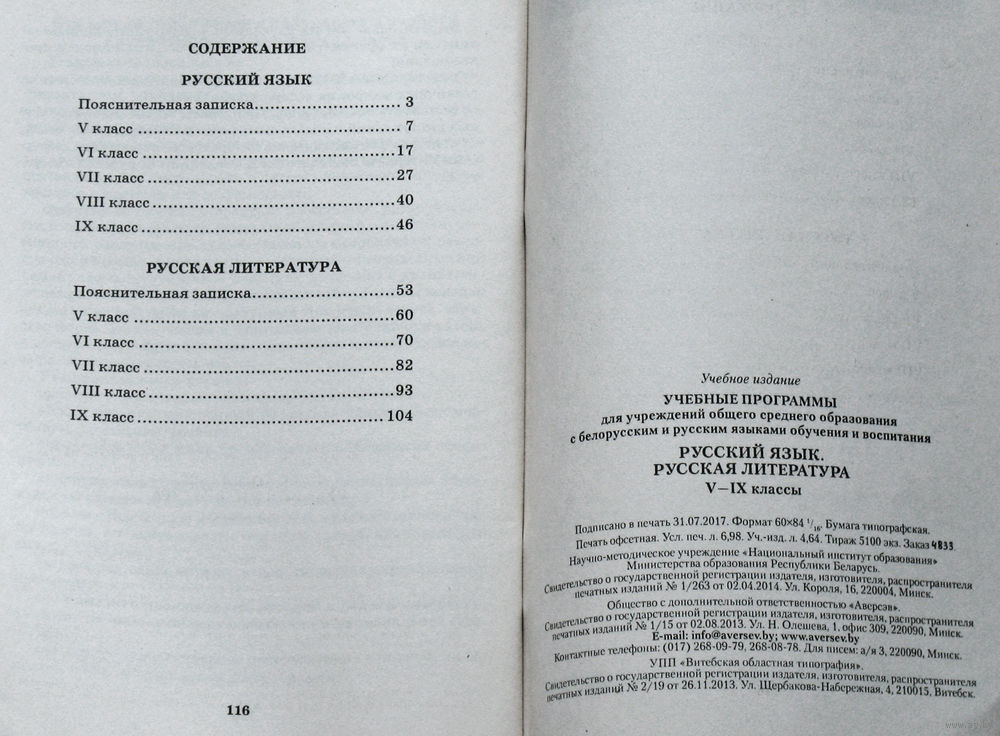 СОДЕРЖАНИЕ
РУССКИЙ ЯЗЫК
Пояснительная записка.......................... 3
V класс .................................................. 7
VI класс ................................................17
VII класс ...............................................27
VIII класс ..............................................40
IX класс ................................................46
РУССКАЯ ЛИТЕРАТУРА
Пояснительная записка.........................53
V класс .................................................60
VI класс ................................................70
VII класс ...............................................82
VIII класс ..............................................93
IX класс ............................................... 104
116
Учебное издание
УЧЕБНЫЕ ПРОГРАММЫ
для учреждений общего среднего образования
с белорусским и русским языками обучения и воспитания
РУССКИЙ ЯЗЫК.
РУССКАЯ ЛИТЕРАТУРА
V—IX классы
Подписано в печать 31.07.2017. Формат 60×84 1/16. Бумага типографская.
Печать офсетная. Усл. печ. л. 6,98. Уч.-изд. л. 4,64. Тираж 5100 экз. Заказ 4833
Научно-методическое учреждение «Национальный институт образования»
Министерства образования Республики Беларусь.
Свидетельство о государственной регистрации издателя, изготовителя, распространителя
печатных изданий № 1/263 от 02.04.2014. Ул. Короля, 16, 220004, Минск.
Общество с дополнительной ответственностью «Аверсэв».
Свидетельство о государственной регистрации издателя, изготовителя, распространителя
печатных изданий № 1/15 от 02.08.2013. Ул. Н. Олешева, 1, офис 309, 220090, Минск.
E-mail: info@aversev.by; www.aversev.by
Контактные телефоны: (017) 268-09-79, 268-08-78. Для писем: а/я 3, 220090, Минск.
УПП «Витебская областная типография».
Свидетельство о государственной регистрации издателя, изготовителя, распространителя
печатных изданий № 2/19 от 26.11.2013. Ул. Щербакова-Набережная, 4, 210015, Витебск.